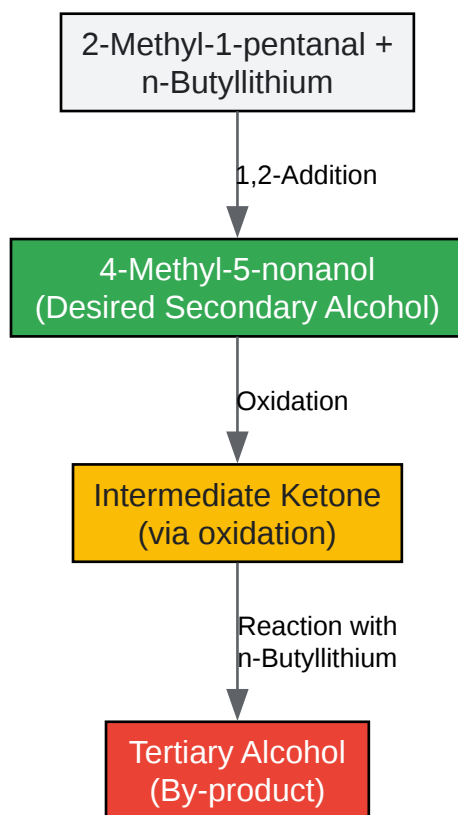 2-Methyl-1-pentanal +
n-Butyllithium
1,2-Addition
4-Methyl-5-nonanol
(Desired Secondary Alcohol)
Oxidation
Intermediate Ketone
(via oxidation)
Reaction with
n-Butyllithium
Tertiary Alcohol
(By-product)